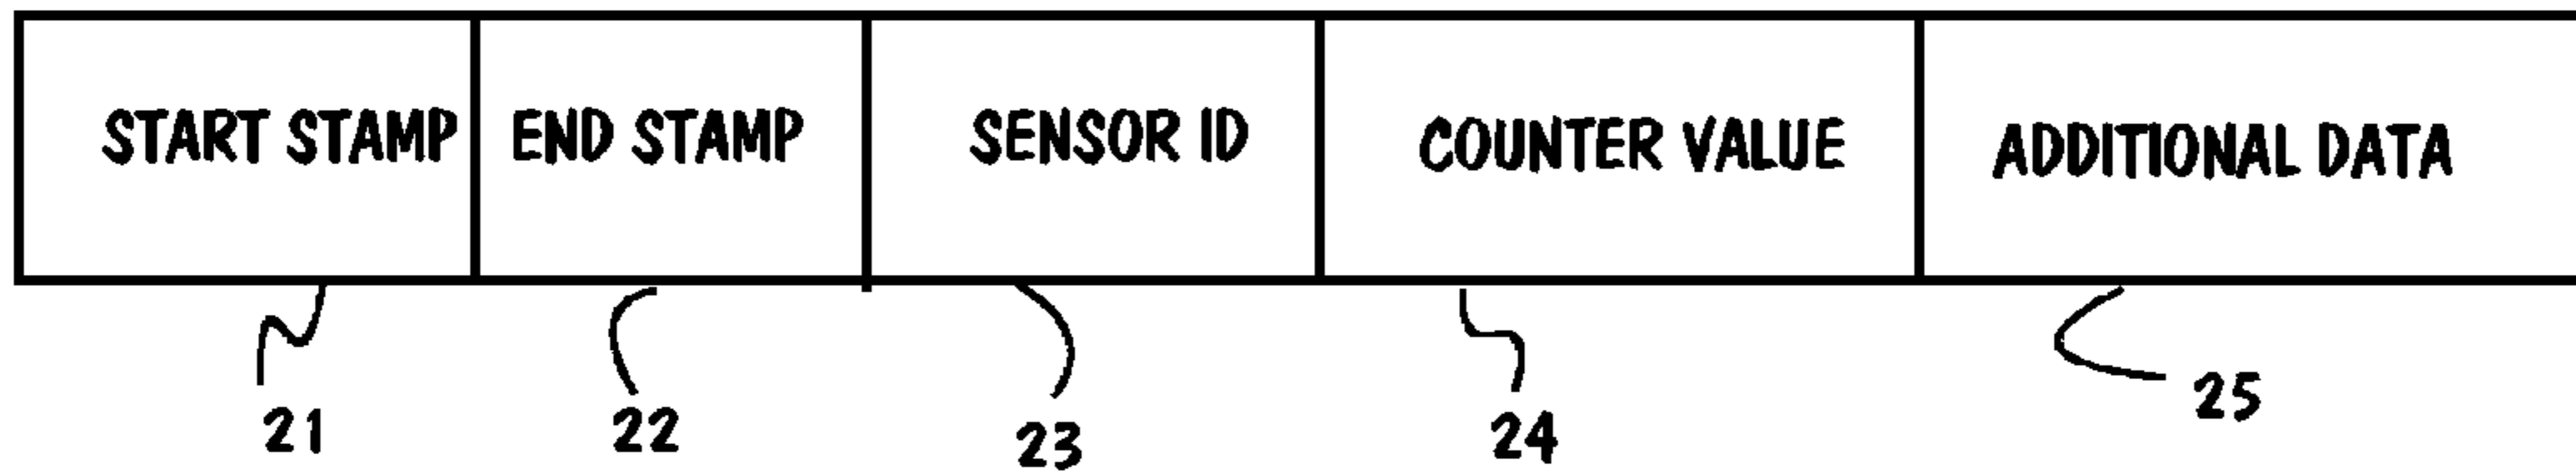 START STAMP
END STAMP
SENSOR ID
COUNTER VALUE
ADDITIONAL DATA
21
22
23
24
25